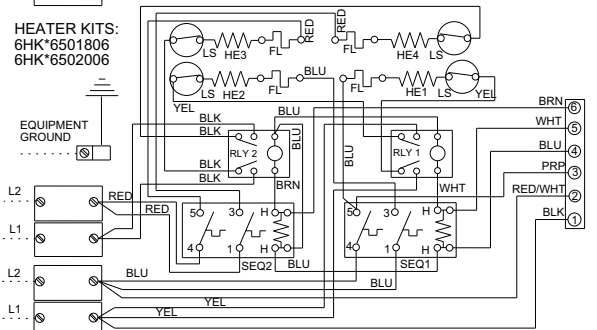 HEATER KITS:
6HK*6501806
6HK*6502006
EQUIPMENT
GROUND
LS
HE3
FL
RED
RED
FL
HE4
LS
LS
HE2
FL
BLU
FL
HE1
LS
YEL
YEL
BLK
BLK
BLK
BLK
RLY 2
BLU
BLU
BRN
BLU
RLY 1
WHT
BRN
6
WHT
5
BLU
4
PRP
3
RED/WHT
2
BLK
1
L2
RED
RED
L1
5
3
H
4
1
H
SEQ2
BLU
5
3
H
4
1
H
SEQ1
L2
BLU
BLU
L1
YEL
YEL